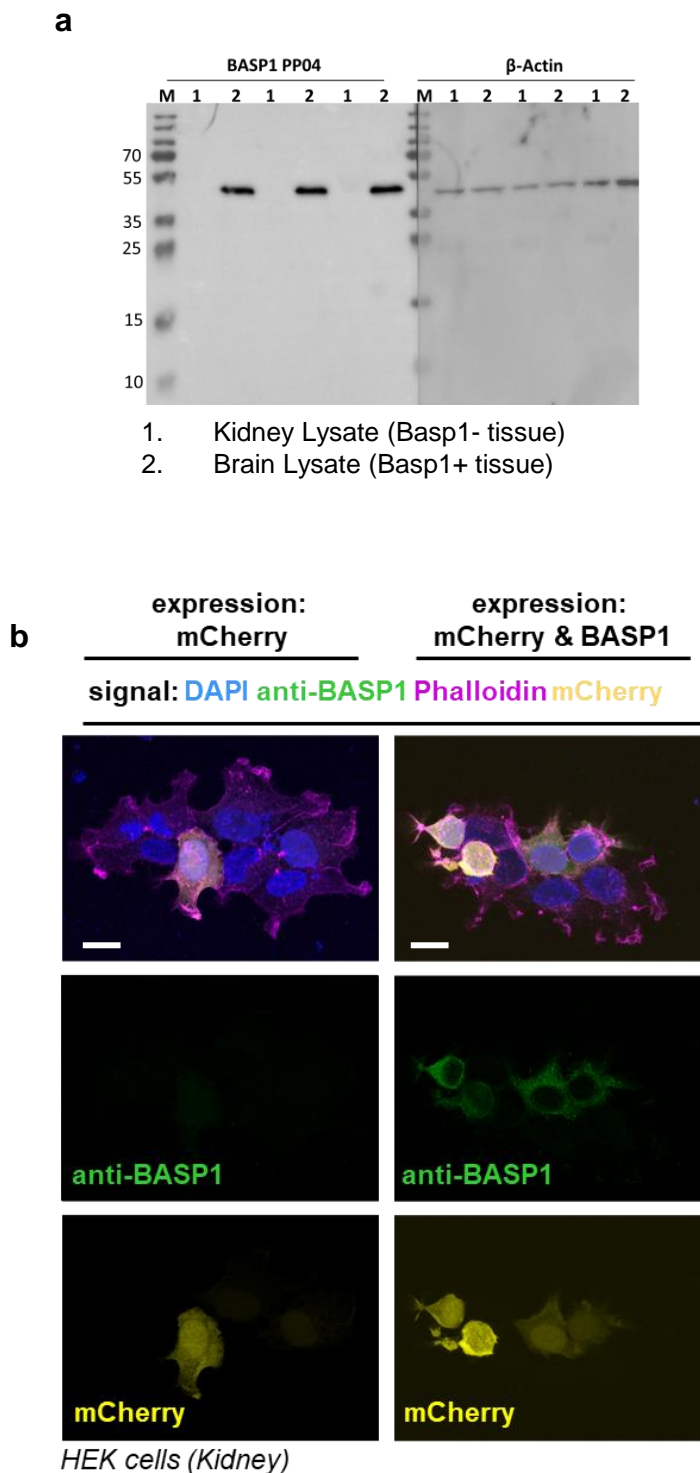 a
BASP1 PP04 β-Actin
M 1 2 1 2 1 2 M 1 2 1 2 1 2
70
55
35
25
15
10
1. Kidney Lysate (Basp1- tissue)
2. Brain Lysate (Basp1+ tissue)
b
expression:
mCherry
expression:
mCherry & BASP1
signal: DAPI anti-BASP1 Phalloidin mCherry
anti-BASP1
anti-BASP1
mCherry
mCherry
HEK cells (Kidney)